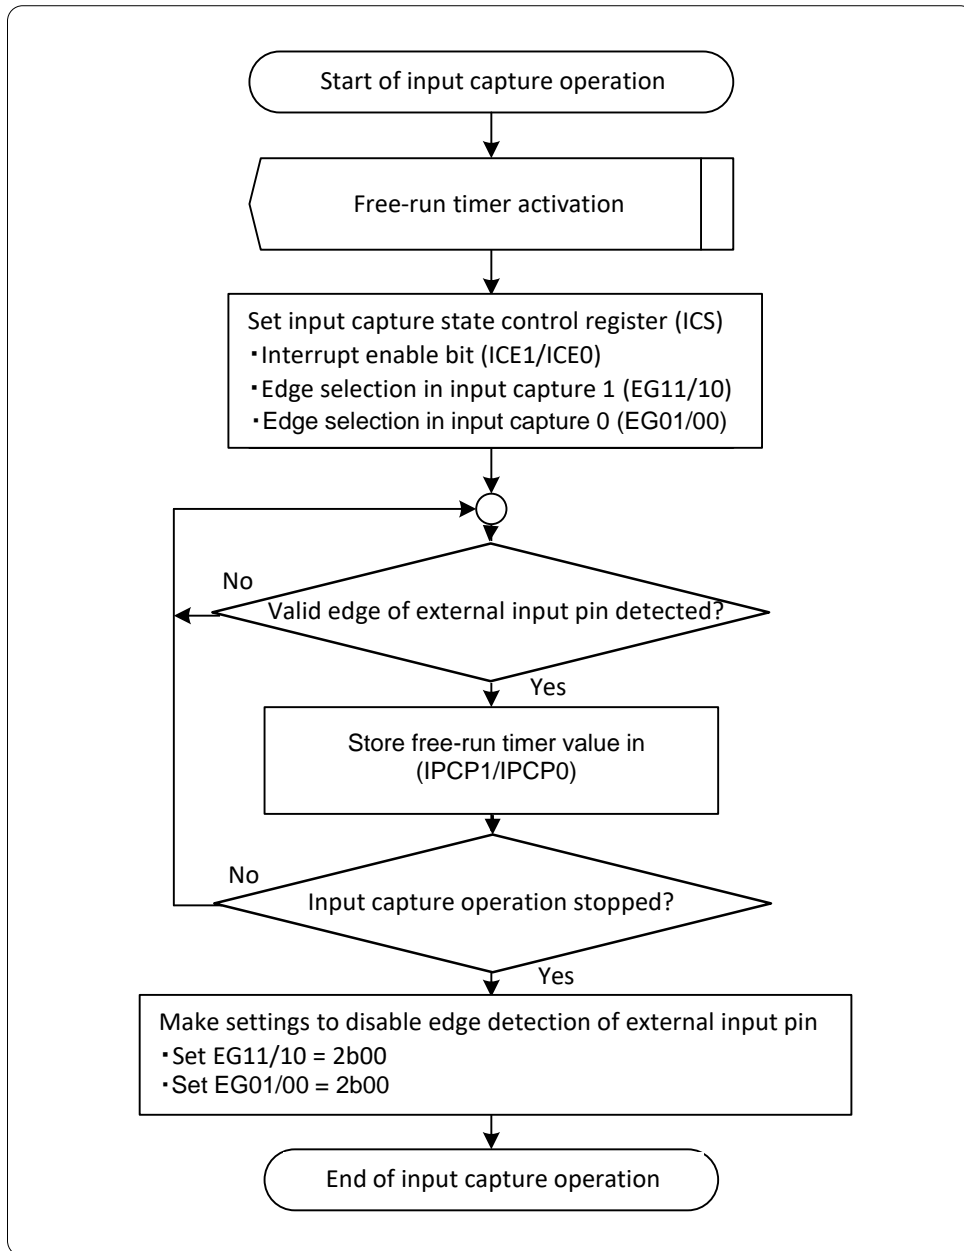 Start of input capture operation
Free-run timer activation
Set input capture state control register (ICS)
・Interrupt enable bit (ICE1/ICE0)
・Edge selection in input capture 1 (EG11/10)
・Edge selection in input capture 0 (EG01/00)
No
Valid edge of external input pin detected?
Yes
Store free-run timer value in
(IPCP1/IPCP0)
No
Input capture operation stopped?
Yes
Make settings to disable edge detection of external input pin
・Set EG11/10 = 2b00
・Set EG01/00 = 2b00
End of input capture operation